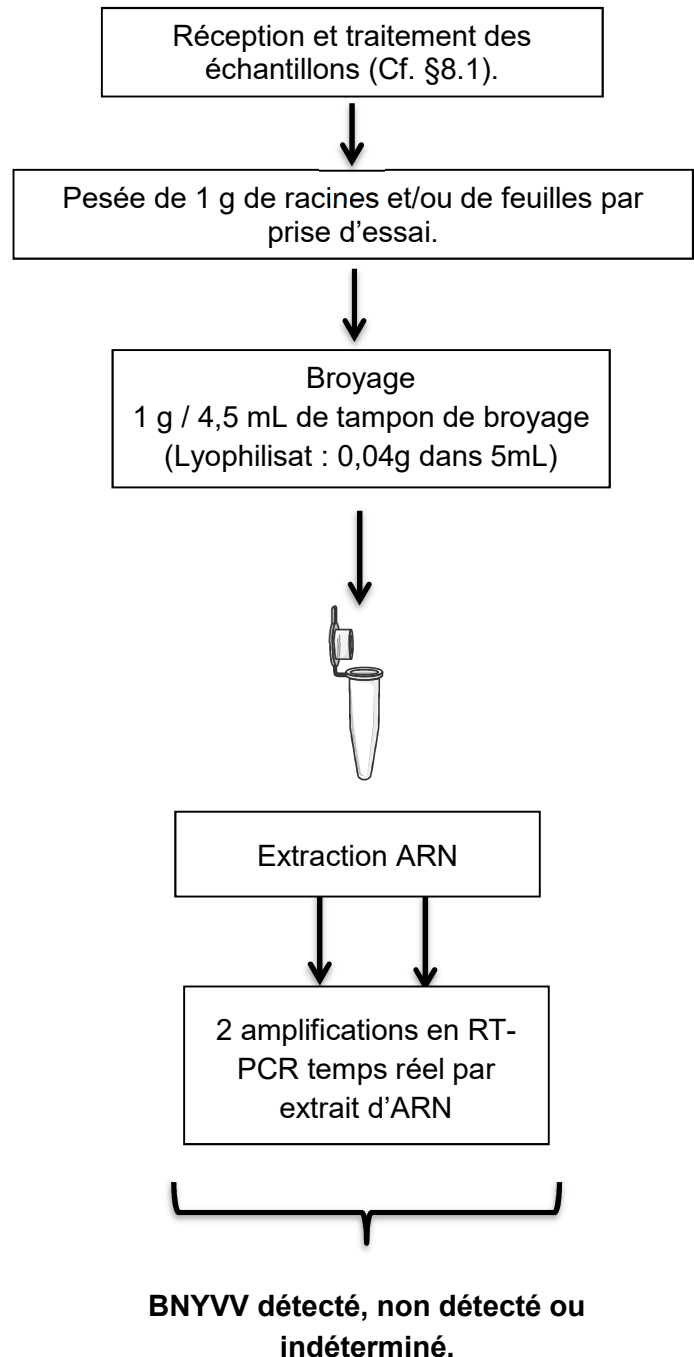 Réception et traitement des
échantillons (Cf. §8.1).
Pesée de 1 g de racines et/ou de feuilles par
prise d’essai.
Broyage
1 g / 4,5 mL de tampon de broyage
(Lyophilisat : 0,04g dans 5mL)
Extraction ARN
2 amplifications en RT-
PCR temps réel par
extrait d’ARN
BNYVV détecté, non détecté ou
indéterminé.